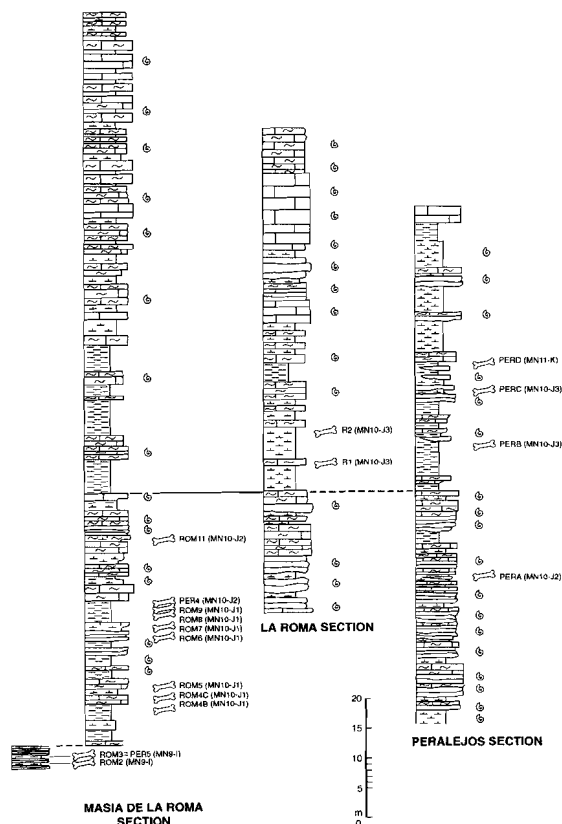 R2 (MN10-J3)
R1 (MN10-J3)
PERD (MN11-K)
PERC (MN10-J3)
PERB (MN10-J3)
PERA (MN10-J2)
ROM11 (MN10-J2)
PER4 (MN10-J2)
ROM9 (MN10-J1)
ROM8 (MN10-J1)
ROM7 (MN10-J1)
ROM6 (MN10-J1)
ROM5 (MN10-J1)
ROM4C (MN10-J1)
ROM4B (MN10-J1)
ROM3=PER5 (MN9-I)
ROM2 (MN9-I)
LA ROMA SECTION
PERALEJOS SECTION
MASIA DE LA ROMA
SECTION
20
15
10
5
m
0